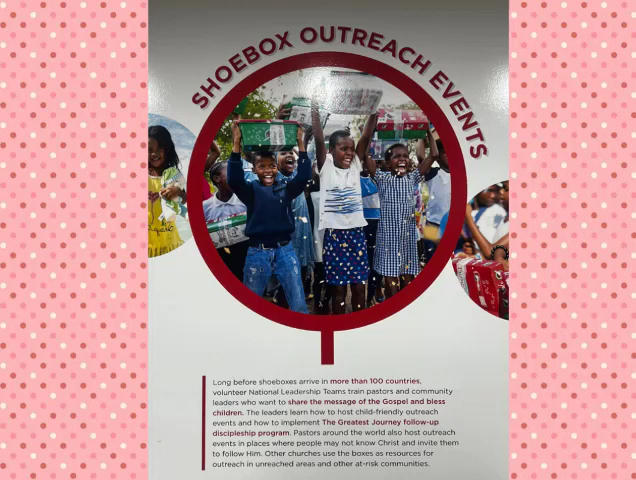 SHOEBOX OUTREACH EVENTS
Long before shoeboxes arrive in more than 100 countries,
volunteer National Leadership Teams train pastors and community
leaders who want to share the message of the Gospel and bless
children. The leaders learn how to host child-friendly outreach
events and how to implement The Greatest Journey follow-up
discipleship program. Pastors around the world also host outreach
events in places where people may not know Christ and invite them
to follow Him. Other churches use the boxes as resources for
outreach in unreached areas and other at-risk communities.